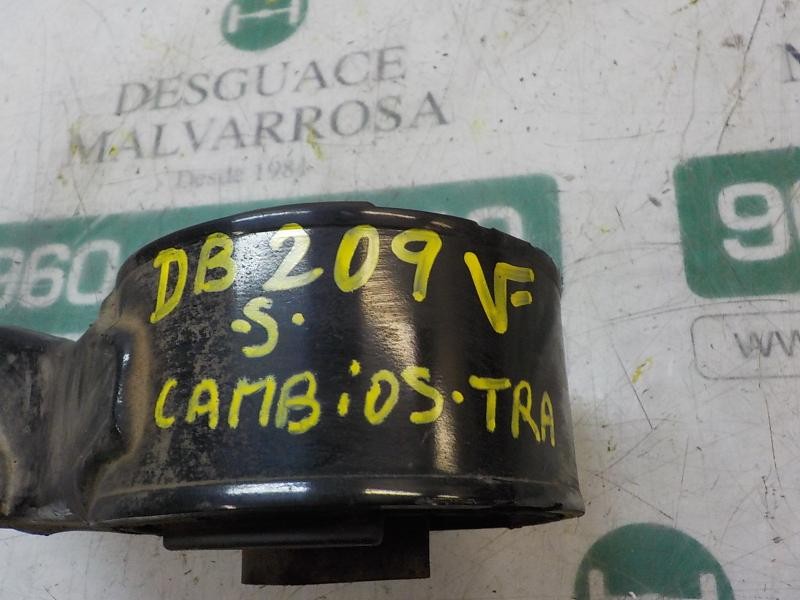 DESGUACE
MALVARROSA
Desde 1984
960
DB 209 VF
.S.
CAMBIOS.TRA